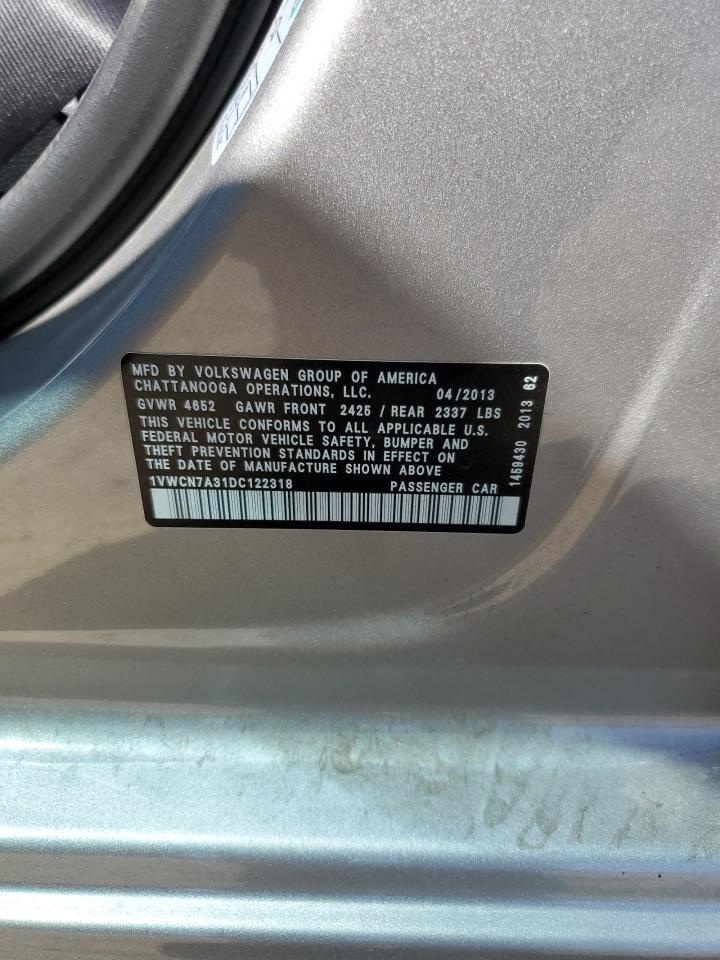 MFD BY VOLKSWAGEN GROUP OF AMERICA
CHATTANOOGA OPERATIONS, LLC. 04/2013
GVWR 4652 GAWR FRONT 2425 / REAR 2337 LBS
THIS VEHICLE CONFORMS TO ALL APPLICABLE U.S.
FEDERAL MOTOR VEHICLE SAFETY, BUMPER AND
THEFT PREVENTION STANDARDS IN EFFECT ON
THE DATE OF MANUFACTURE SHOWN ABOVE
1VWCN7A31DC122318 PASSENGER CAR
1459430 2013 62